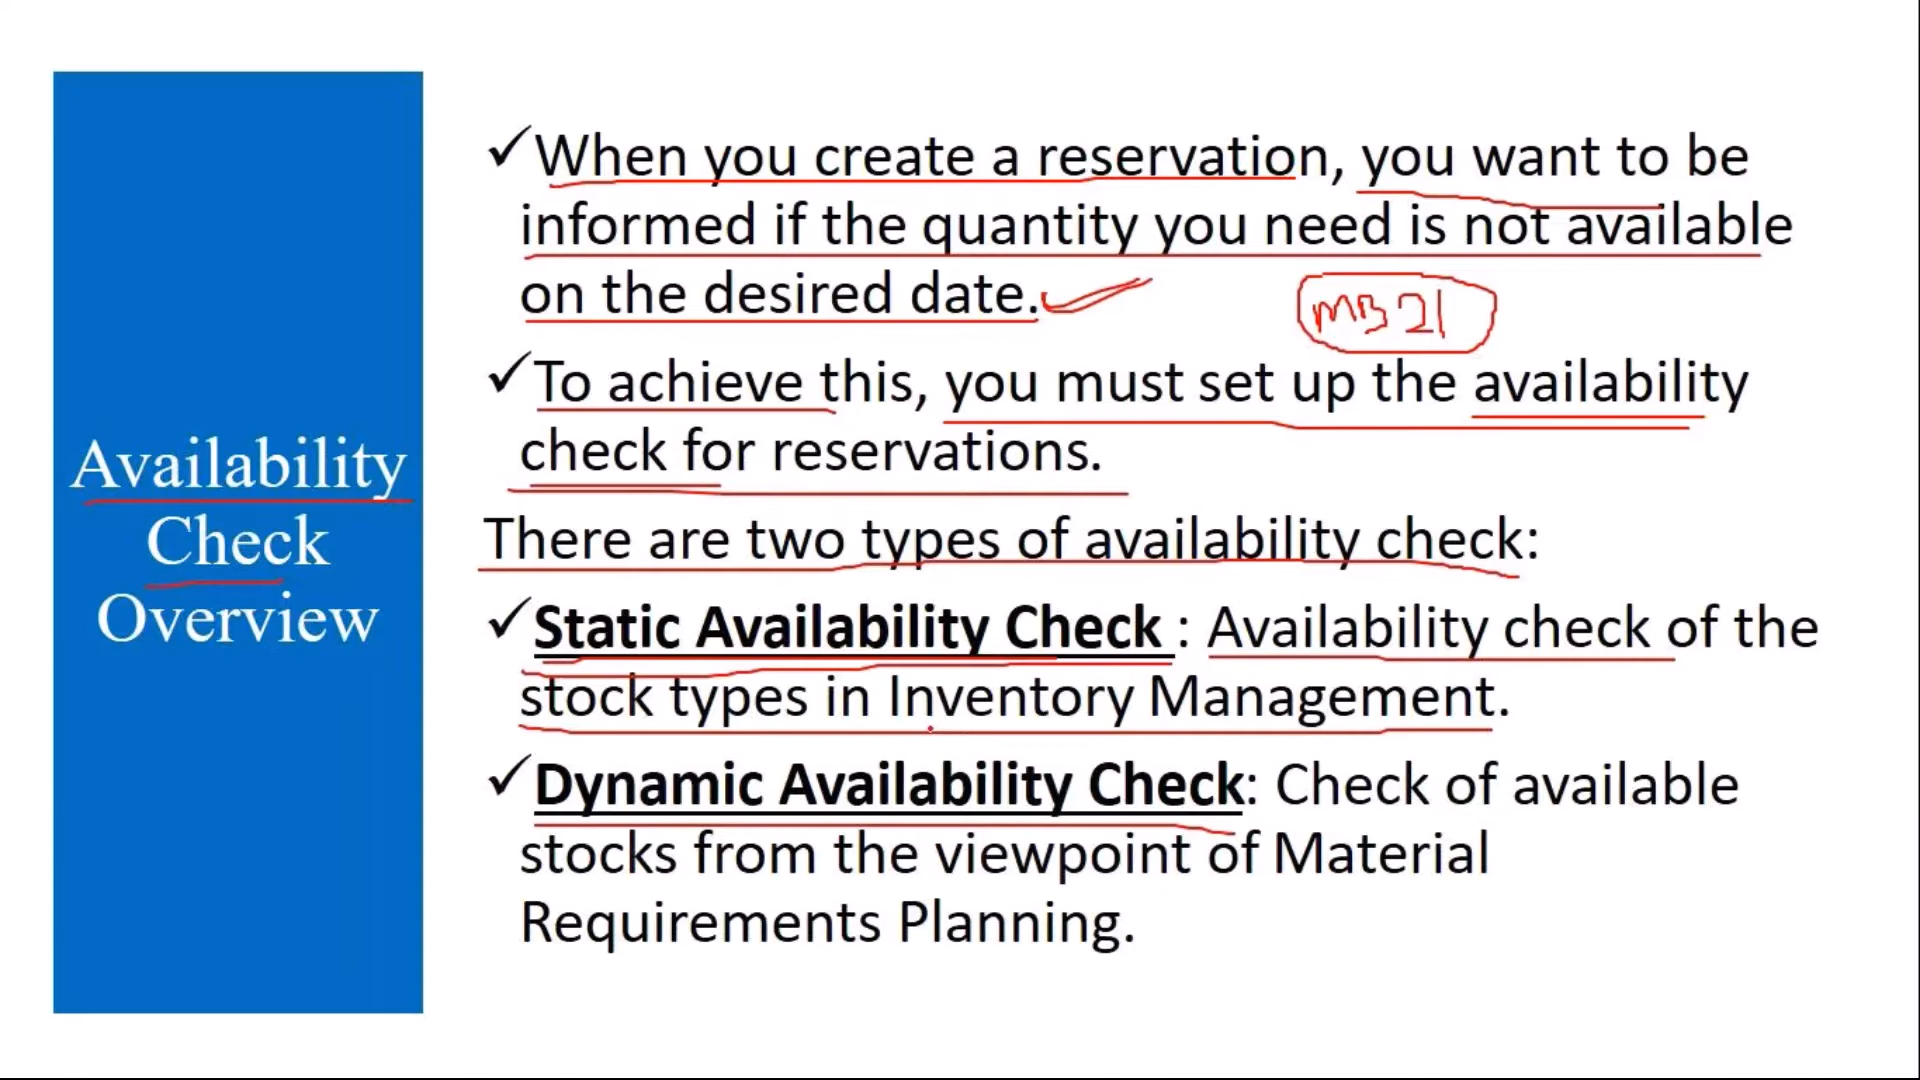 Availability
Check
Overview
✓When you create a reservation, you want to be
informed if the quantity you need is not available
on the desired date.
MB21
✓To achieve this, you must set up the availability
check for reservations.
There are two types of availability check:
✓Static Availability Check : Availability check of the
stock types in Inventory Management.
✓Dynamic Availability Check: Check of available
stocks from the viewpoint of Material
Requirements Planning.